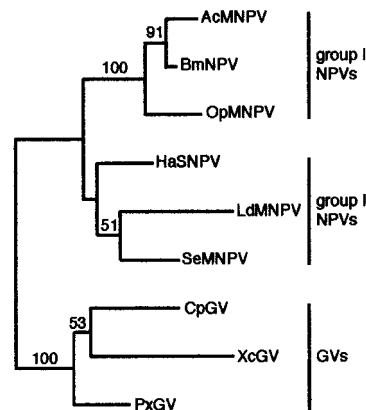 AcMNPV
91
BmNPV
group I
NPVs
100
OpMNPV
HaSNPV
LdMNPV
group I
NPVs
51
SeMNPV
CpGV
53
XcGV
GVs
100
PxGV